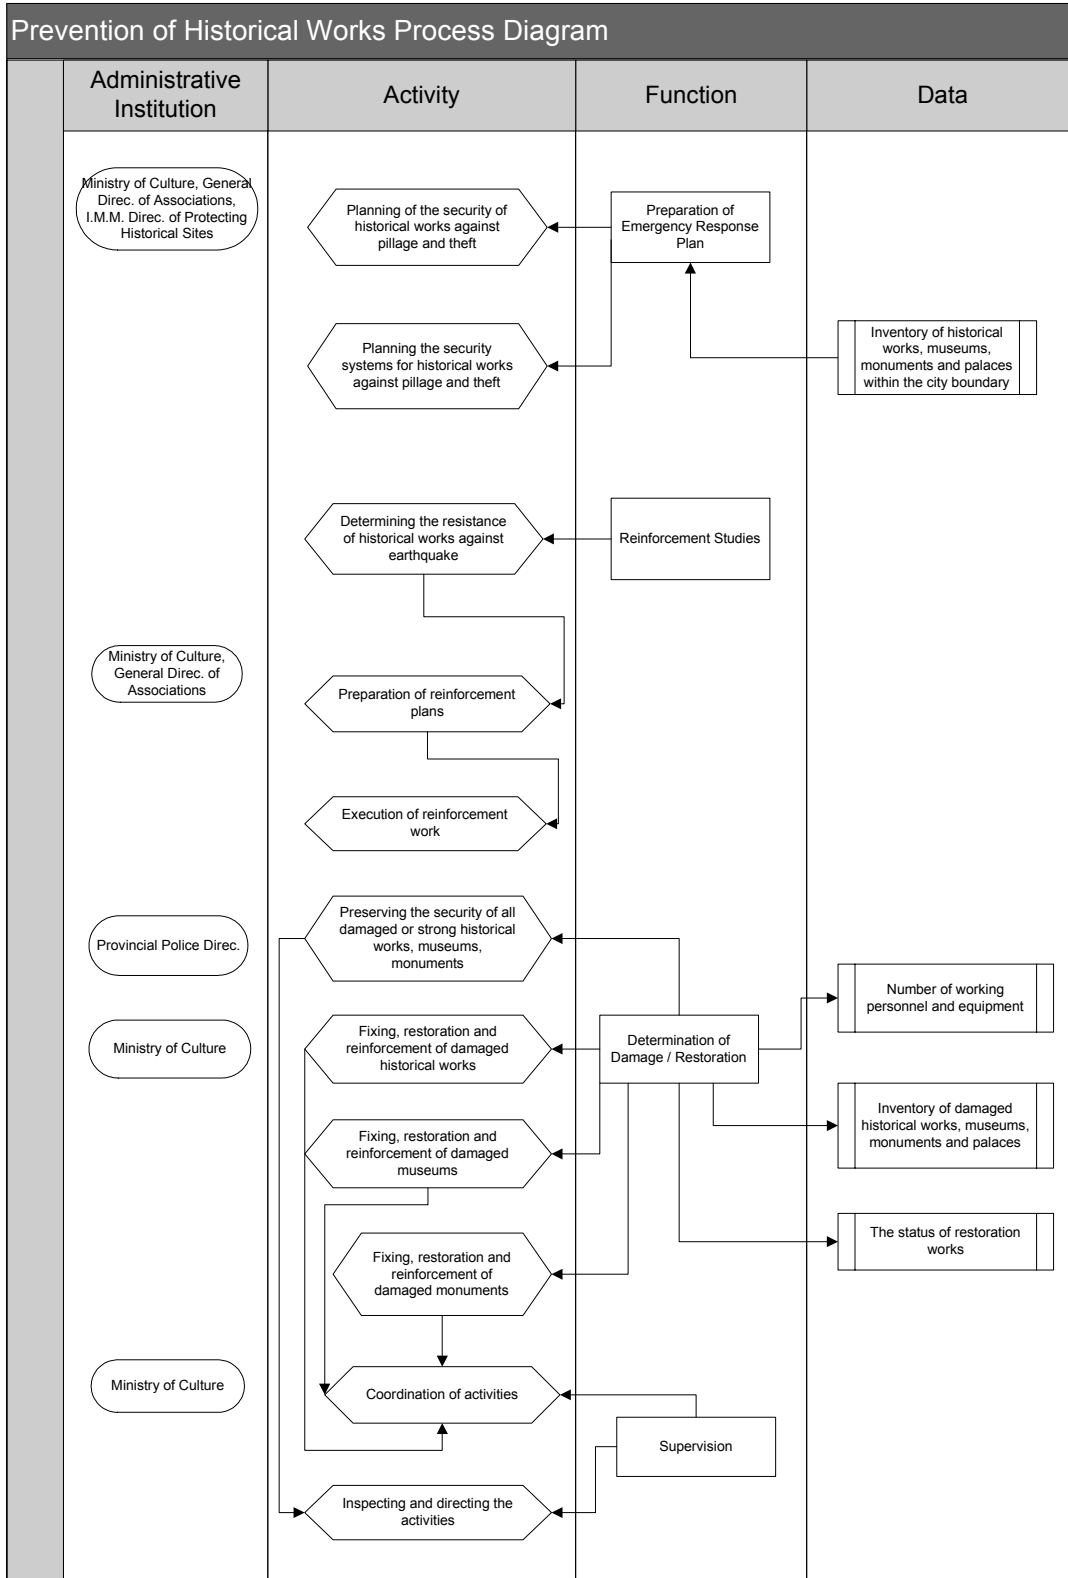 Prevention of Historical Works Process Diagram
Administrative
Institution
Activity
Function
Data
Ministry of Culture, General
Direc. of Associations,
I.M.M. Direc. of Protecting
Historical Sites
Planning of the security of
historical works against
pillage and theft
Preparation of
Emergency Response
Plan
Planning the security
systems for historical works
against pillage and theft
Inventory of historical
works, museums,
monuments and palaces
within the city boundary
Determining the resistance
of historical works against
earthquake
Reinforcement Studies
Ministry of Culture,
General Direc. of
Associations
Preparation of reinforcement
plans
Execution of reinforcement
work
Provincial Police Direc.
Preserving the security of all
damaged or strong historical
works, museums,
monuments
Number of working
personnel and equipment
Ministry of Culture
Fixing, restoration and
reinforcement of damaged
historical works
Determination of
Damage / Restoration
Fixing, restoration and
reinforcement of damaged
museums
Inventory of damaged
historical works, museums,
monuments and palaces
Fixing, restoration and
reinforcement of
damaged monuments
The status of restoration
works
Ministry of Culture
Coordination of activities
Supervision
Inspecting and directing the
activities